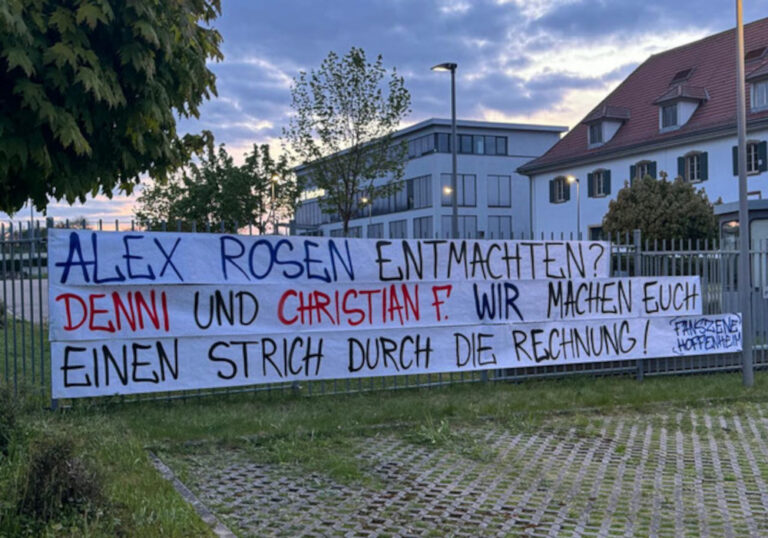 ALEX ROSEN ENTMACHTEN?
DENNI UND CHRISTIAN F. WIR MACHEN EUCH
EINEN STRICH DURCH DIE RECHNUNG!
FANSZENE
HOFFENHEIM